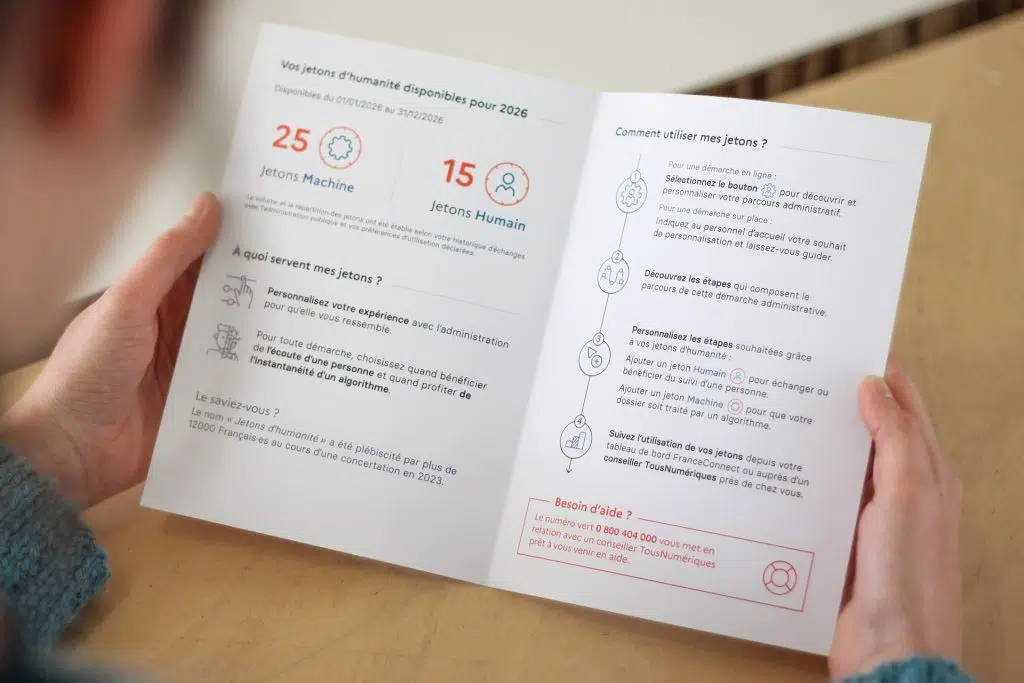 Vos jetons d'humanité disponibles pour 2026
Disponibles du 01/01/2026 au 31/12/2026
25
Jetons Machine
15
Jetons Humain
Le volume et la répartition des jetons ont été établis selon votre historique d'échanges
avec l'administration publique et vos préférences d'utilisation déclarées.
À quoi servent mes jetons ?
Personnalisez votre expérience avec l'administration
pour qu'elle vous ressemble.
Pour toute démarche, choisissez quand bénéficier
de l'écoute d'une personne et quand profiter de
l'instantanéité d'un algorithme.
Le saviez-vous ?
Le nom « Jetons d'humanité » a été plébiscité par plus de
12000 Français·es au cours d'une concertation en 2023.
Comment utiliser mes jetons ?
1
Pour une démarche en ligne :
Sélectionnez le bouton pour découvrir et
personnaliser votre parcours administratif.
Pour une démarche sur place :
Indiquez au personnel d'accueil votre souhait
de personalisation et laissez-vous guider.
2
Découvrez les étapes qui composent le
parcours de cette démarche administrative.
3
Personnalisez les étapes souhaitées grâce
à vos jetons d'humanité :
Ajouter un jeton Humain pour échanger ou
bénéficier du suivi d'une personne.
Ajouter un jeton Machine pour que votre
dossier soit traité par un algorithme.
4
Suivez l'utilisation de vos jetons depuis votre
tableau de bord FranceConnect ou auprès d'un
conseiller TousNumériques près de chez vous.
Besoin d'aide ?
Le numéro vert 0 800 404 000 vous met en
relation avec un conseiller TousNumériques
prêt à vous venir en aide.